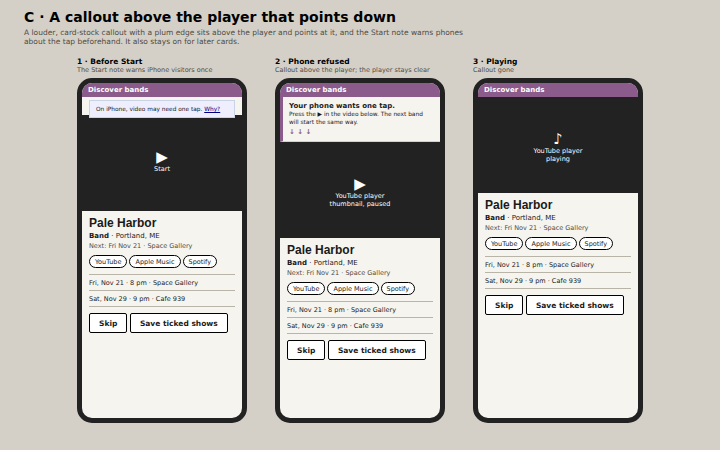 C · A callout above the player that points down
A louder, card-stock callout with a plum edge sits above the player and points at it, and the Start note warns phones
about the tap beforehand. It also stays on for later cards.
1 · Before Start
The Start note warns iPhone visitors once
Discover bands
On iPhone, video may need one tap. Why?
▶
Start
Pale Harbor
Band · Portland, ME
Next: Fri Nov 21 · Space Gallery
YouTube Apple Music Spotify
Fri, Nov 21 · 8 pm · Space Gallery
Sat, Nov 29 · 9 pm · Cafe 939
Skip Save ticked shows
2 · Phone refused
Callout above the player; the player stays clear
Discover bands
Your phone wants one tap.
Press the ▶ in the video below. The next band
will start the same way.
↓ ↓ ↓
▶
YouTube player
thumbnail, paused
Pale Harbor
Band · Portland, ME
Next: Fri Nov 21 · Space Gallery
YouTube Apple Music Spotify
Fri, Nov 21 · 8 pm · Space Gallery
Sat, Nov 29 · 9 pm · Cafe 939
Skip Save ticked shows
3 · Playing
Callout gone
Discover bands
♪
YouTube player
playing
Pale Harbor
Band · Portland, ME
Next: Fri Nov 21 · Space Gallery
YouTube Apple Music Spotify
Fri, Nov 21 · 8 pm · Space Gallery
Sat, Nov 29 · 9 pm · Cafe 939
Skip Save ticked shows